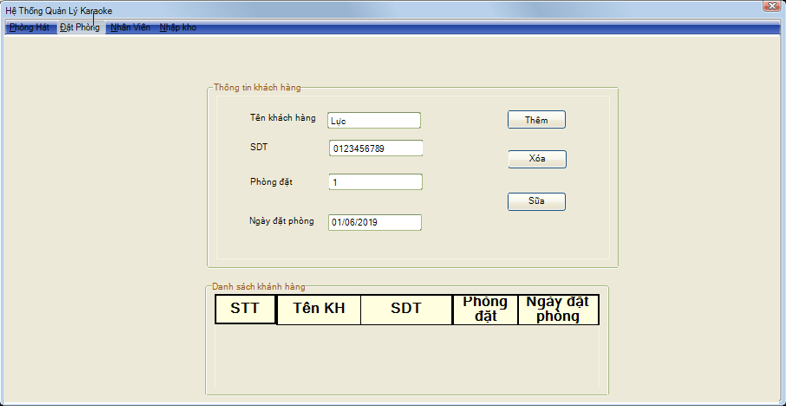 Hệ Thống Quản Lý Karaoke
Phòng Hát Đặt Phòng Nhân Viên Nhập kho
Thông tin khách hàng
Tên khách hàng Lực Thêm
SDT 0123456789
Xóa
Phòng đặt 1
Sữa
Ngày đặt phòng 01/06/2019
Danh sách khánh hàng
STT Tên KH SDT Phòng đặt Ngày đặt phòng